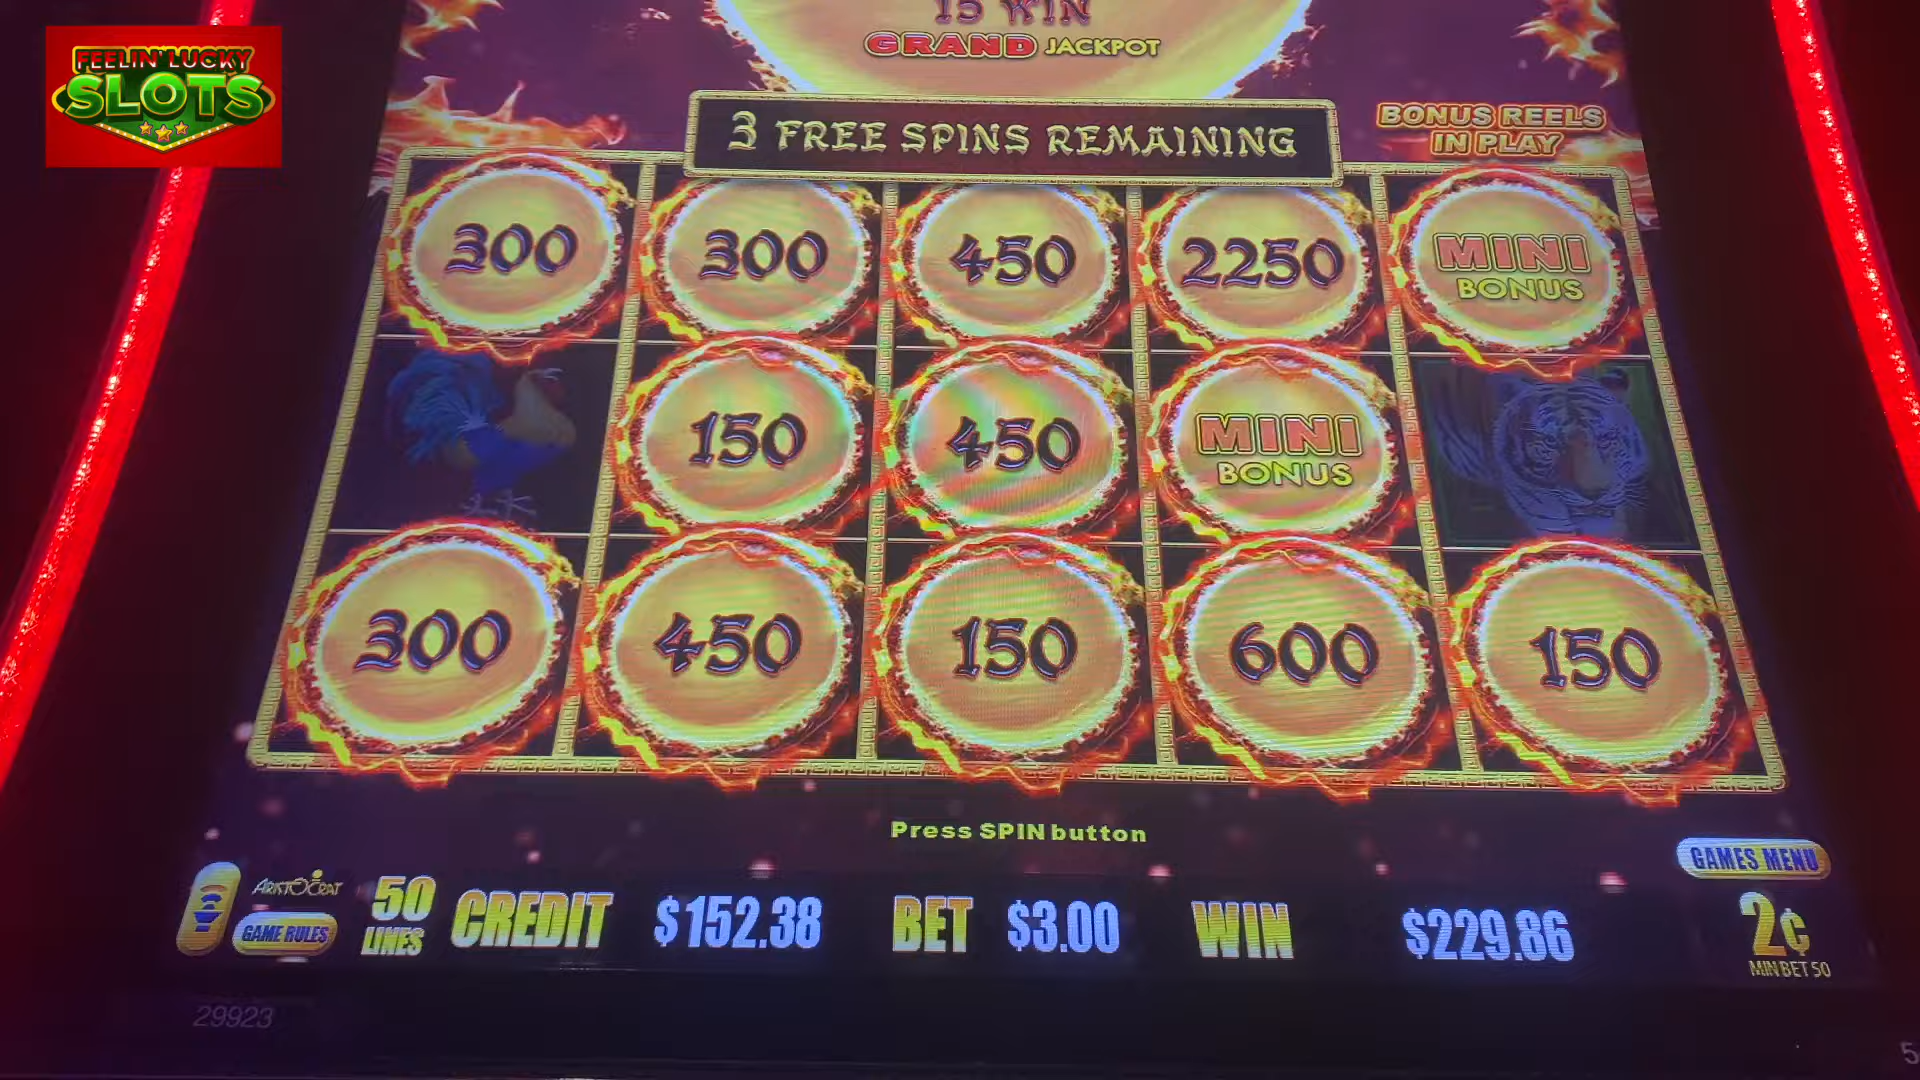 FEELIN' LUCKY
SLOTS
15 WIN
GRAND JACKPOT
3 FREE SPINS REMAINING
BONUS REELS
IN PLAY
300
300
450
2250
MINI
BONUS
150
450
MINI
BONUS
300
450
150
600
150
Press SPIN button
GAMES MENU
ARISTOCRAT
GAME RULES
50
LINES
CREDIT $152.38
BET $3.00
WIN $229.86
2¢
MIN BET 50
29923
5